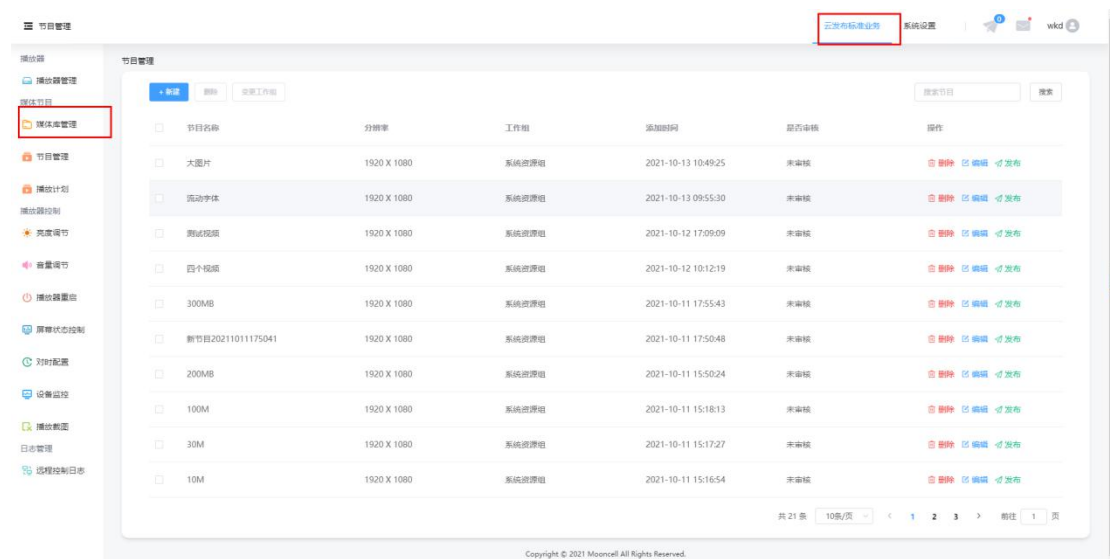 节目管理
云发布标准业务 系统设置 0 wkd
播放器
播放器管理
媒体节目
媒体库管理
节目管理
播放计划
播放器控制
亮度调节
音量调节
播放器重启
屏幕状态控制
对时配置
设备监控
播放截图
日志管理
远程控制日志
节目管理
+ 新建 删除 变更工作组 搜索节目 搜索
节目名称 分辨率 工作组 添加时间 是否审核 操作
大图片 1920 X 1080 系统资源组 2021-10-13 10:49:25 未审核 删除 编辑 发布
流动字体 1920 X 1080 系统资源组 2021-10-13 09:55:30 未审核 删除 编辑 发布
测试视频 1920 X 1080 系统资源组 2021-10-12 17:09:09 未审核 删除 编辑 发布
四个视频 1920 X 1080 系统资源组 2021-10-12 10:12:19 未审核 删除 编辑 发布
300MB 1920 X 1080 系统资源组 2021-10-11 17:55:43 未审核 删除 编辑 发布
新节目20211011175041 1920 X 1080 系统资源组 2021-10-11 17:50:48 未审核 删除 编辑 发布
200MB 1920 X 1080 系统资源组 2021-10-11 15:50:24 未审核 删除 编辑 发布
100M 1920 X 1080 系统资源组 2021-10-11 15:18:13 未审核 删除 编辑 发布
30M 1920 X 1080 系统资源组 2021-10-11 15:17:27 未审核 删除 编辑 发布
10M 1920 X 1080 系统资源组 2021-10-11 15:16:54 未审核 删除 编辑 发布
共 21 条 10条/页 < 1 2 3 > 前往 1 页
Copyright © 2021 Mooncell All Rights Reserved.